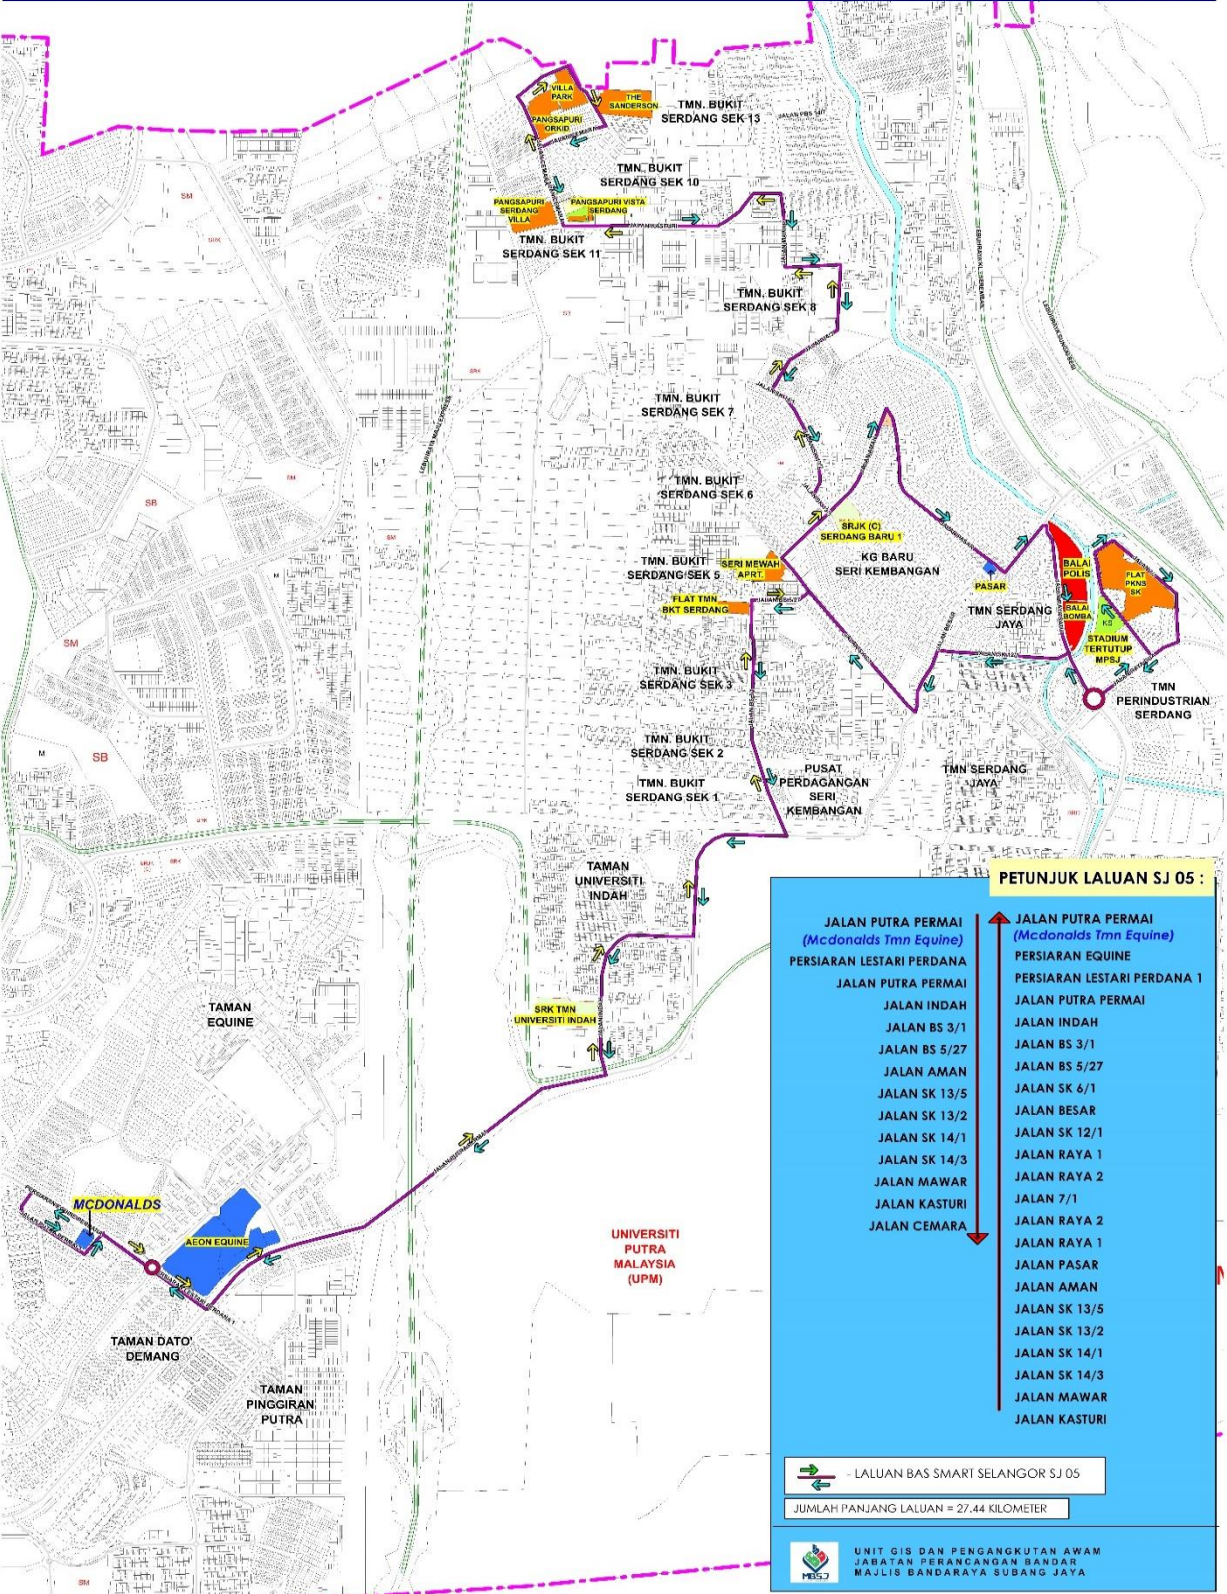 VILLA
PARK
THE
SANDERSON
PANGSAPURI
ORKID
TMN. BUKIT
SERDANG SEK 13
TMN. BUKIT
SERDANG SEK 10
PANGSAPURI
SERDANG
VILLA
PANGSAPURI VISTA
SERDANG
JALAN KASTURI
TMN. BUKIT
SERDANG SEK 11
TMN. BUKIT
SERDANG SEK 8
SM
TMN. BUKIT
SERDANG SEK 7
TMN. BUKIT
SERDANG SEK 6
SB
SRJK (C)
SERDANG BARU 1
KG BARU
SERI KEMBANGAN
TMN. BUKIT
SERDANG SEK 5
SERI MEWAH
APRT.
FLAT TMN
BKT SERDANG
PASAR
BALAI
POLIS
BALAI
BOMBA
FLAT
PKNS
SK
KS
STADIUM
TERTUTUP
MPSJ
TMN SERDANG
JAYA
JALAN BESAR
SM
TMN. BUKIT
SERDANG SEK 3
TMN
PERINDUSTRIAN
SERDANG
TMN. BUKIT
SERDANG SEK 2
TMN. BUKIT
SERDANG SEK 1
M
SB
PUSAT
PERDAGANGAN
SERI
KEMBANGAN
TMN SERDANG
JAYA
TAMAN
UNIVERSITI
INDAH
SRK TMN
UNIVERSITI INDAH
TAMAN
EQUINE
MCDONALDS
AEON EQUINE
TAMAN DATO'
DEMANG
TAMAN
PINGGIRAN
PUTRA
UNIVERSITI
PUTRA
MALAYSIA
(UPM)
SM
PETUNJUK LALUAN SJ 05 :
JALAN PUTRA PERMAI
(Mcdonalds Tmn Equine)
PERSIARAN LESTARI PERDANA
JALAN PUTRA PERMAI
JALAN INDAH
JALAN BS 3/1
JALAN BS 5/27
JALAN AMAN
JALAN SK 13/5
JALAN SK 13/2
JALAN SK 14/1
JALAN SK 14/3
JALAN MAWAR
JALAN KASTURI
JALAN CEMARA
JALAN PUTRA PERMAI
(Mcdonalds Tmn Equine)
PERSIARAN EQUINE
PERSIARAN LESTARI PERDANA 1
JALAN PUTRA PERMAI
JALAN INDAH
JALAN BS 3/1
JALAN BS 5/27
JALAN SK 6/1
JALAN BESAR
JALAN SK 12/1
JALAN RAYA 1
JALAN RAYA 2
JALAN 7/1
JALAN RAYA 2
JALAN RAYA 1
JALAN PASAR
JALAN AMAN
JALAN SK 13/5
JALAN SK 13/2
JALAN SK 14/1
JALAN SK 14/3
JALAN MAWAR
JALAN KASTURI
- LALUAN BAS SMART SELANGOR SJ 05
JUMLAH PANJANG LALUAN = 27.44 KILOMETER
MBSJ
UNIT GIS DAN PENGANGKUTAN AWAM
JABATAN PERANCANGAN BANDAR
MAJLIS BANDARAYA SUBANG JAYA